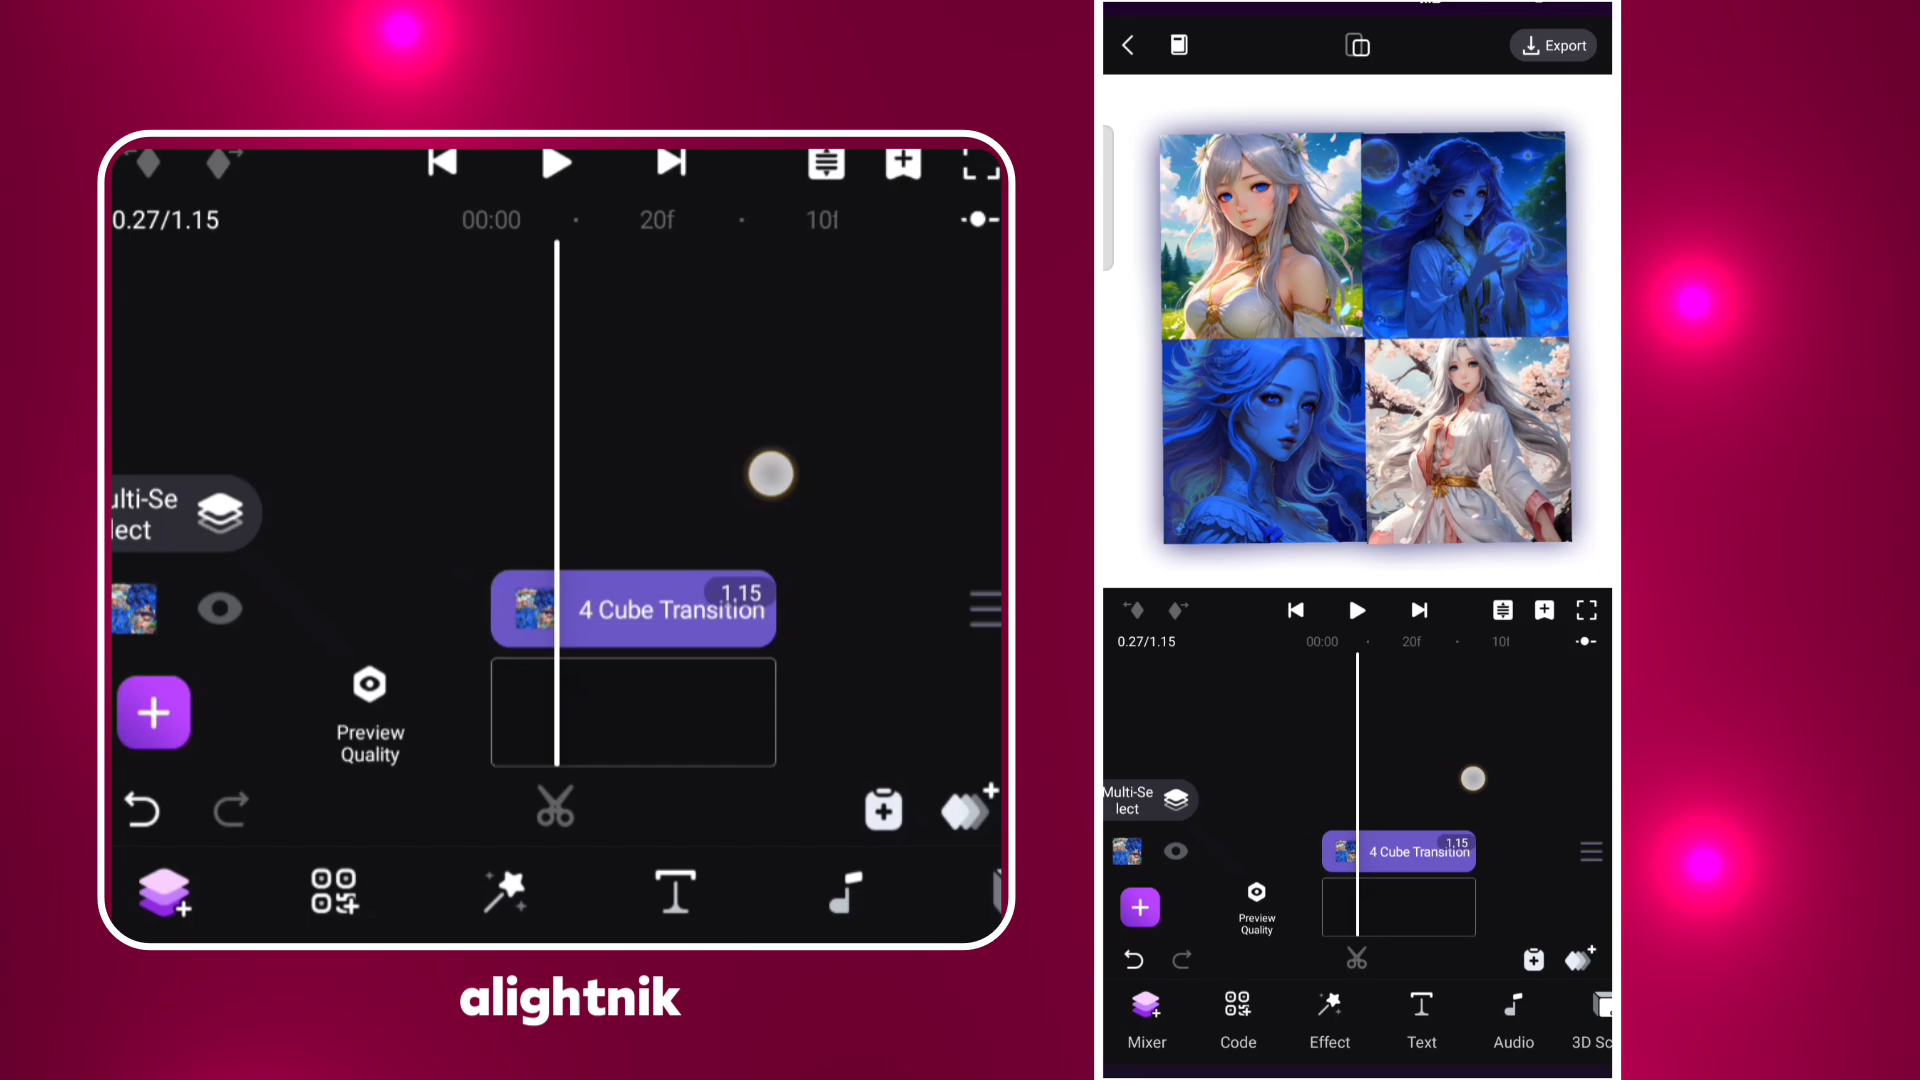 0.27/1.15
00:00
20f
10f
ulti-Se
lect
1.15
4 Cube Transition
Preview
Quality
alightnik
Export
0.27/1.15
00:00
20f
10f
Multi-Se
lect
1.15
4 Cube Transition
Preview
Quality
Mixer
Code
Effect
Text
Audio
3D Sc